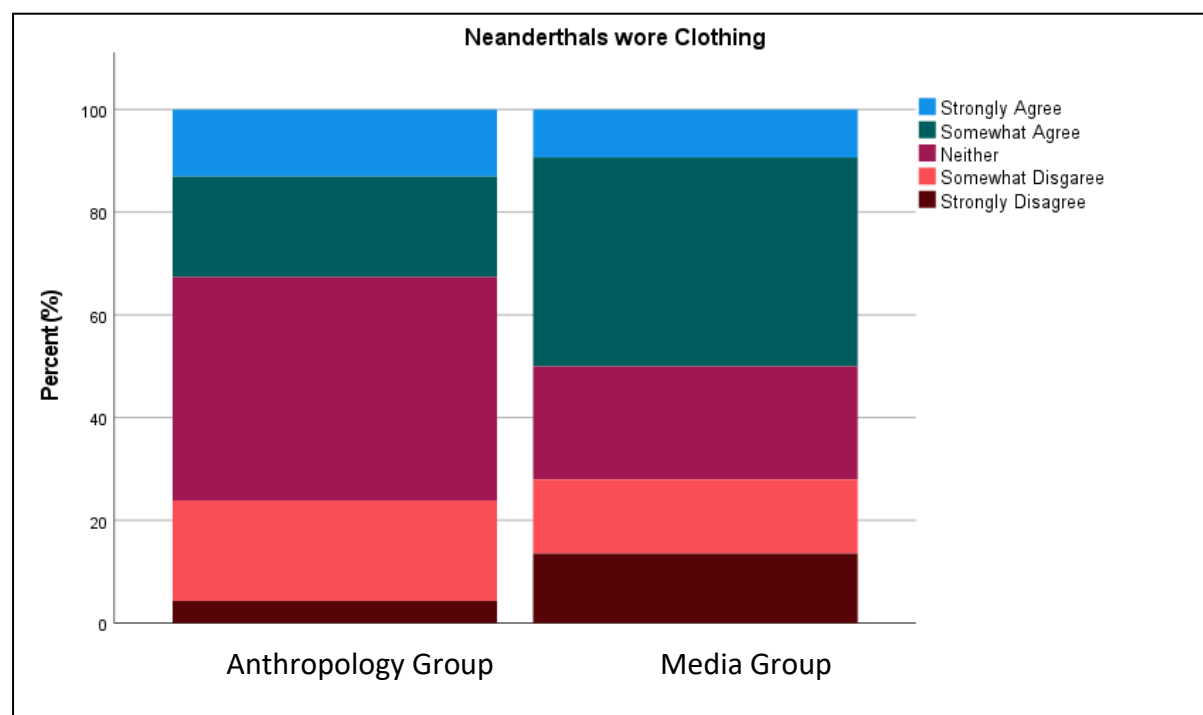 Neanderthals wore Clothing
Strongly Agree
Somewhat Agree
Neither
Somewhat Disgaree
Strongly Disagree
Percent(%)
100
80
60
40
20
0
Anthropology Group
Media Group